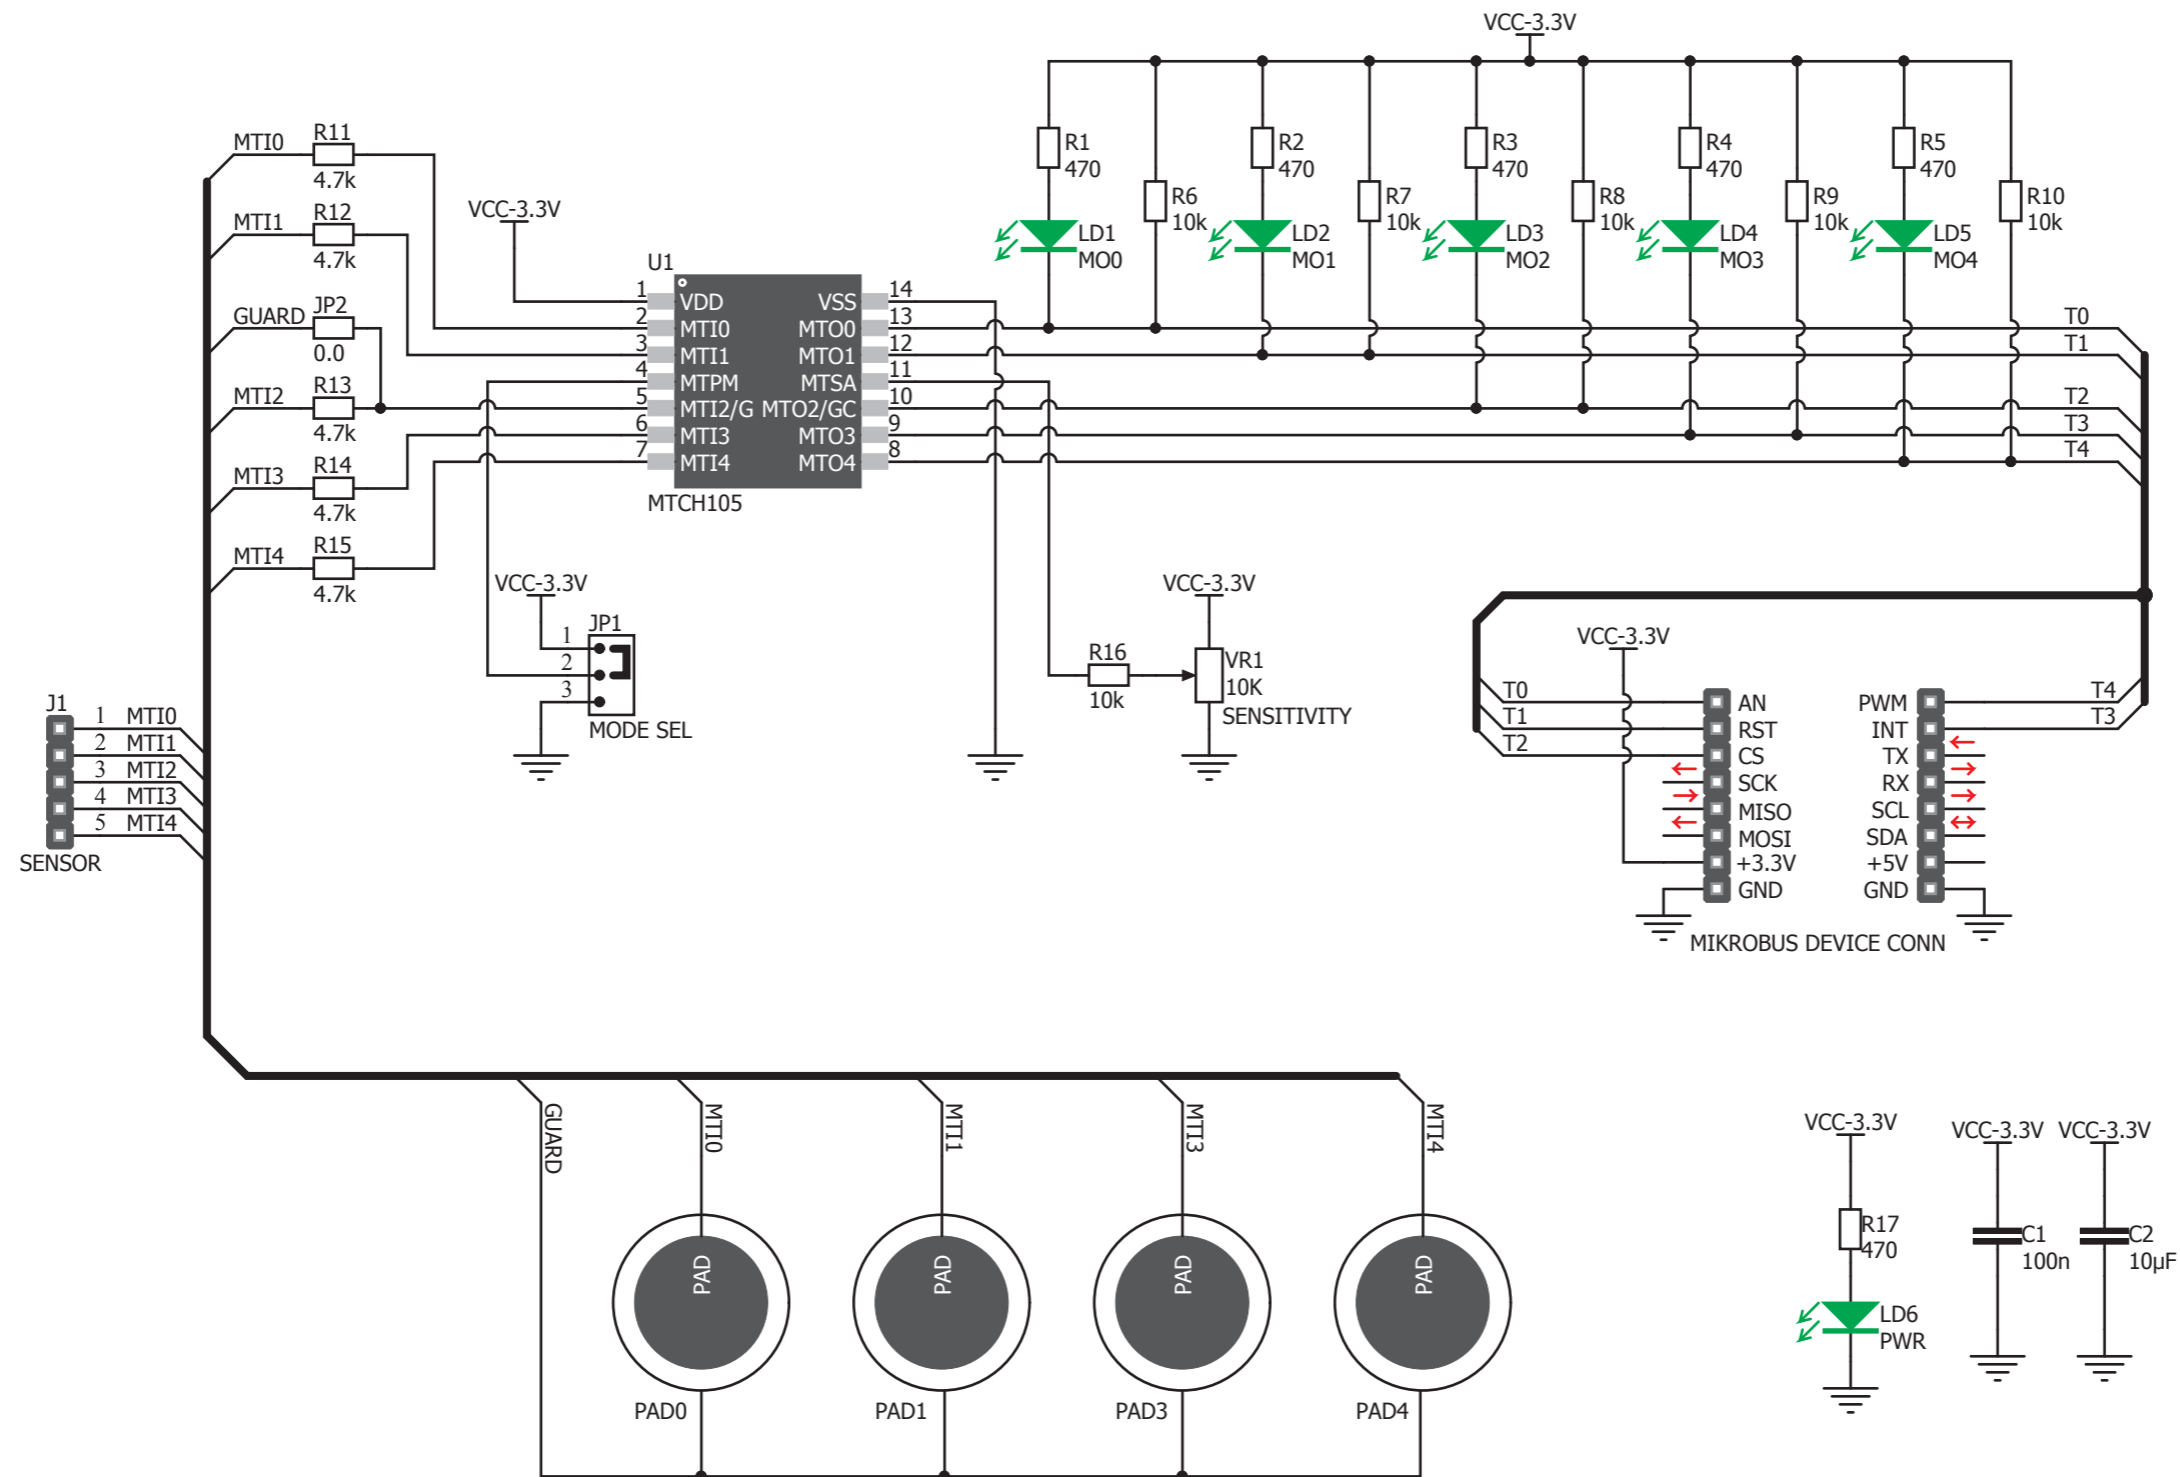 VCC-3.3V
MTI0
R11
4.7k
MTI1
R12
4.7k
GUARD
JP2
0.0
MTI2
R13
4.7k
MTI3
R14
4.7k
MTI4
R15
4.7k
VCC-3.3V
U1
1 VDD
2 MTI0
3 MTI1
4 MTPM
5 MTI2/G
6 MTI3
7 MTI4
VSS 14
MTO0 13
MTO1 12
MTSA 11
MTO2/GC 10
MTO3 9
MTO4 8
MTCH105
R1
470
R2
470
R3
470
R4
470
R5
470
R6
10k
R7
10k
R8
10k
R9
10k
R10
10k
LD1
MO0
LD2
MO1
LD3
MO2
LD4
MO3
LD5
MO4
T0
T1
T2
T3
T4
VCC-3.3V
JP1
1
2
3
MODE SEL
VCC-3.3V
R16
10k
VR1
10K
SENSITIVITY
J1
1 MTI0
2 MTI1
3 MTI2
4 MTI3
5 MTI4
SENSOR
VCC-3.3V
T0
T1
T2
AN
RST
CS
SCK
MISO
MOSI
+3.3V
GND
PWM
INT
TX
RX
SCL
SDA
+5V
GND
T4
T3
MIKROBUS DEVICE CONN
GUARD
MTI0
MTI1
MTI3
MTI4
PAD
PAD
PAD
PAD
PAD0
PAD1
PAD3
PAD4
VCC-3.3V
R17
470
LD6
PWR
VCC-3.3V
C1
100n
VCC-3.3V
C2
10µF